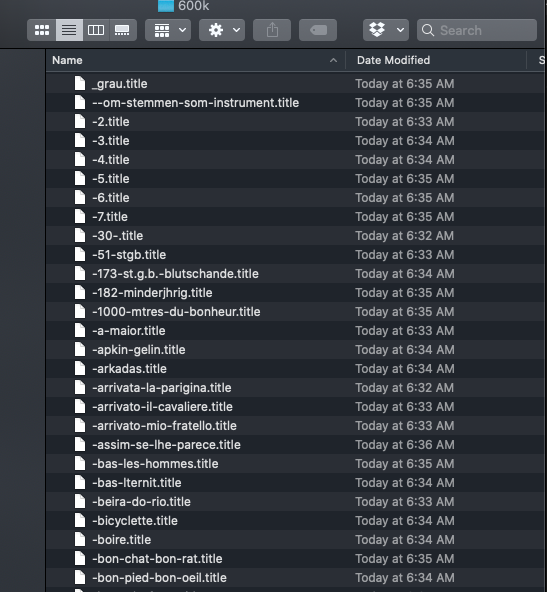 600k
Search
Name Date Modified S
_grau.title Today at 6:35 AM
--om-stemmen-som-instrument.title Today at 6:35 AM
-2.title Today at 6:33 AM
-3.title Today at 6:34 AM
-4.title Today at 6:34 AM
-5.title Today at 6:35 AM
-6.title Today at 6:35 AM
-7.title Today at 6:35 AM
-30-.title Today at 6:32 AM
-51-stgb.title Today at 6:33 AM
-173-st.g.b.-blutschande.title Today at 6:34 AM
-182-minderjhrig.title Today at 6:35 AM
-1000-mtres-du-bonheur.title Today at 6:35 AM
-a-maior.title Today at 6:33 AM
-apkin-gelin.title Today at 6:34 AM
-arkadas.title Today at 6:34 AM
-arrivata-la-parigina.title Today at 6:32 AM
-arrivato-il-cavaliere.title Today at 6:33 AM
-arrivato-mio-fratello.title Today at 6:33 AM
-assim-se-lhe-parece.title Today at 6:36 AM
-bas-les-hommes.title Today at 6:35 AM
-bas-lternit.title Today at 6:34 AM
-beira-do-rio.title Today at 6:33 AM
-bicyclette.title Today at 6:34 AM
-boire.title Today at 6:34 AM
-bon-chat-bon-rat.title Today at 6:35 AM
-bon-pied-bon-oeil.title Today at 6:34 AM